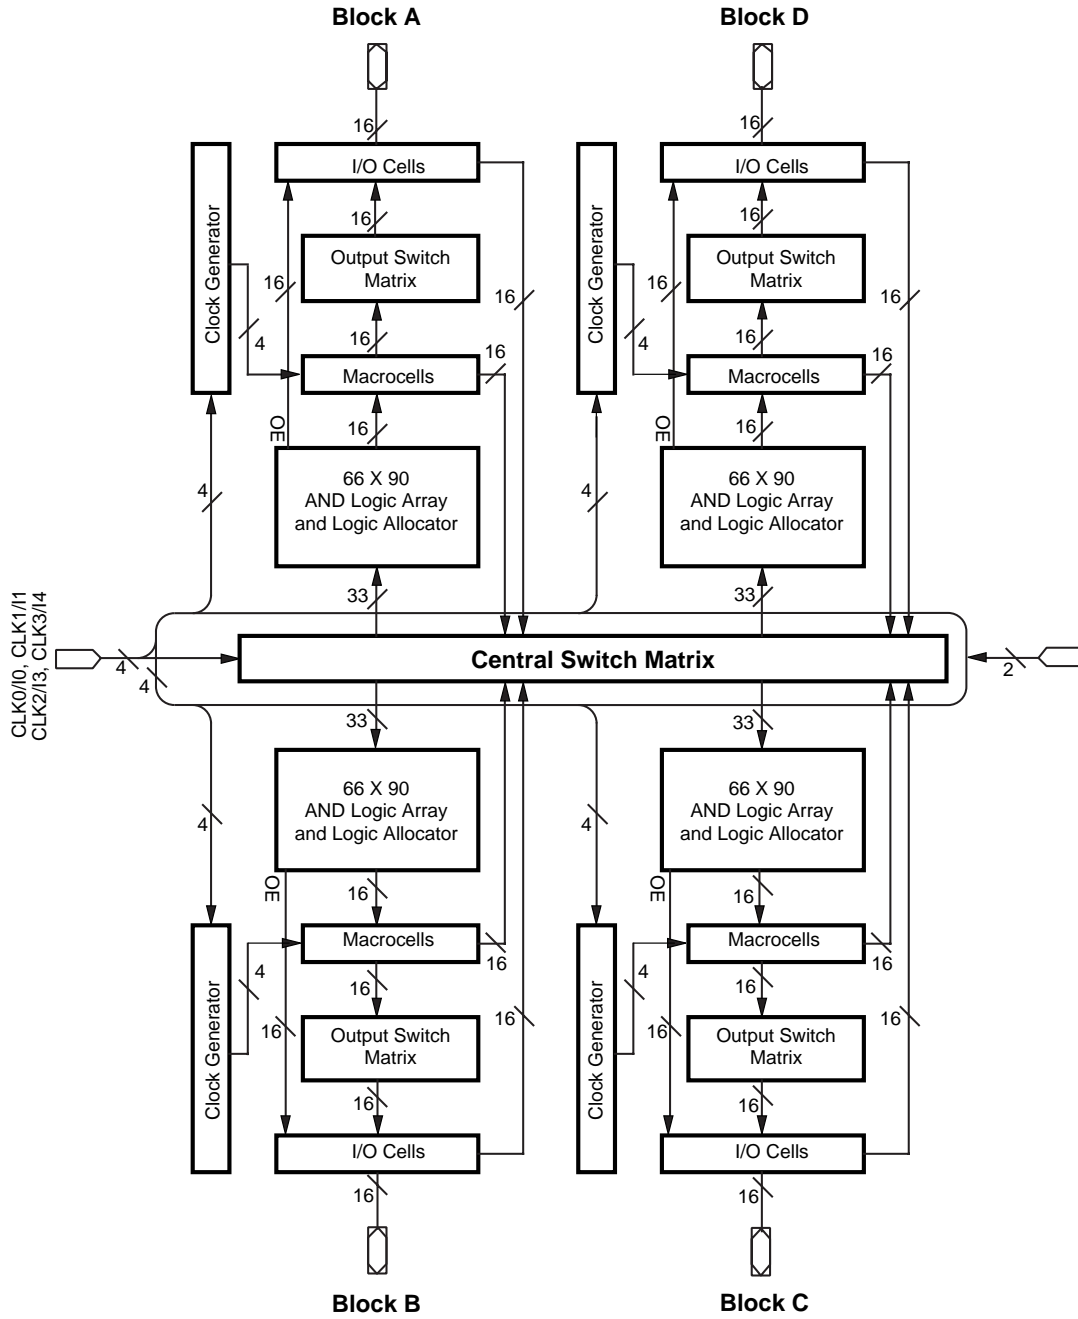 Block A
Block D
16
16
I/O Cells
I/O Cells
Clock Generator
Clock Generator
16
16
Output Switch
Matrix
Output Switch
Matrix
16
16
16
16
4
16
16
4
16
16
Macrocells
Macrocells
OE
16
OE
16
4
66 X 90
AND Logic Array
and Logic Allocator
4
66 X 90
AND Logic Array
and Logic Allocator
33
33
CLK0/I0, CLK1/I1
CLK2/I3, CLK3/I4
4
4
Central Switch Matrix
2
33
33
4
66 X 90
AND Logic Array
and Logic Allocator
4
66 X 90
AND Logic Array
and Logic Allocator
OE
16
OE
16
Macrocells
Macrocells
16
16
4
16
4
16
Clock Generator
Clock Generator
16
16
16
16
Output Switch
Matrix
Output Switch
Matrix
16
16
I/O Cells
I/O Cells
16
16
Block B
Block C